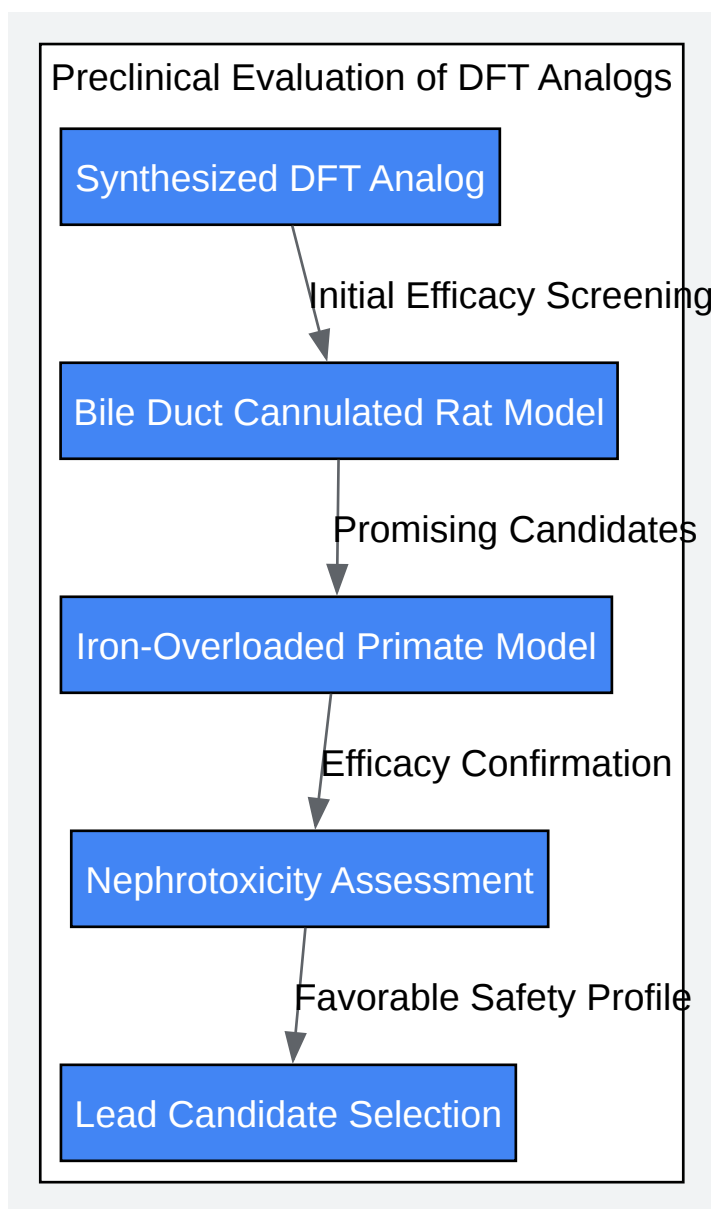 Preclinical Evaluation of DFT Analogs
Synthesized DFT Analog
Initial Efficacy Screening
Bile Duct Cannulated Rat Model
Promising Candidates
Iron-Overloaded Primate Model
Efficacy Confirmation
Nephrotoxicity Assessment
Favorable Safety Profile
Lead Candidate Selection